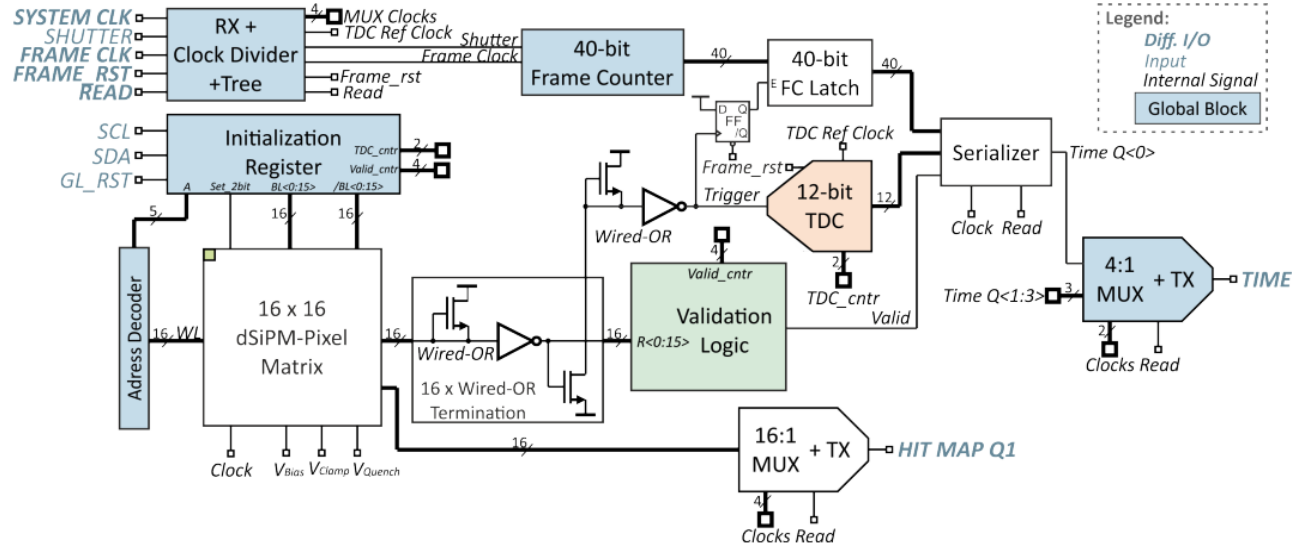 SYSTEM CLK
SHUTTER
FRAME CLK
FRAME_RST
READ
RX +
Clock Divider
+Tree
4
MUX Clocks
TDC Ref Clock
Shutter
Frame Clock
Frame_rst
Read
40-bit
Frame Counter
40
40-bit
FC Latch
E
40
D Q
FF
/Q
Frame_rst
Legend:
Diff. I/O
Input
Internal Signal
Global Block
SCL
SDA
GL_RST
Initialization
Register
TDC_cntr
2
Valid_cntr
4
A
Set_2bit
BL<0:15>
/BL<0:15>
5
16
16
Adress Decoder
16
WL
16 x 16
dSiPM-Pixel
Matrix
Clock
VBias
VClamp
VQuench
16
Wired-OR
16 x Wired-OR
Termination
16
Wired-OR
Trigger
TDC Ref Clock
12-bit
TDC
12
2
TDC_cntr
4
Valid_cntr
R<0:15>
Validation
Logic
Valid
Serializer
Clock Read
Time Q<0>
Time Q<1:3>
3
4:1
MUX
+ TX
TIME
2
Clocks Read
16
16:1
MUX
+ TX
HIT MAP Q1
4
Clocks Read